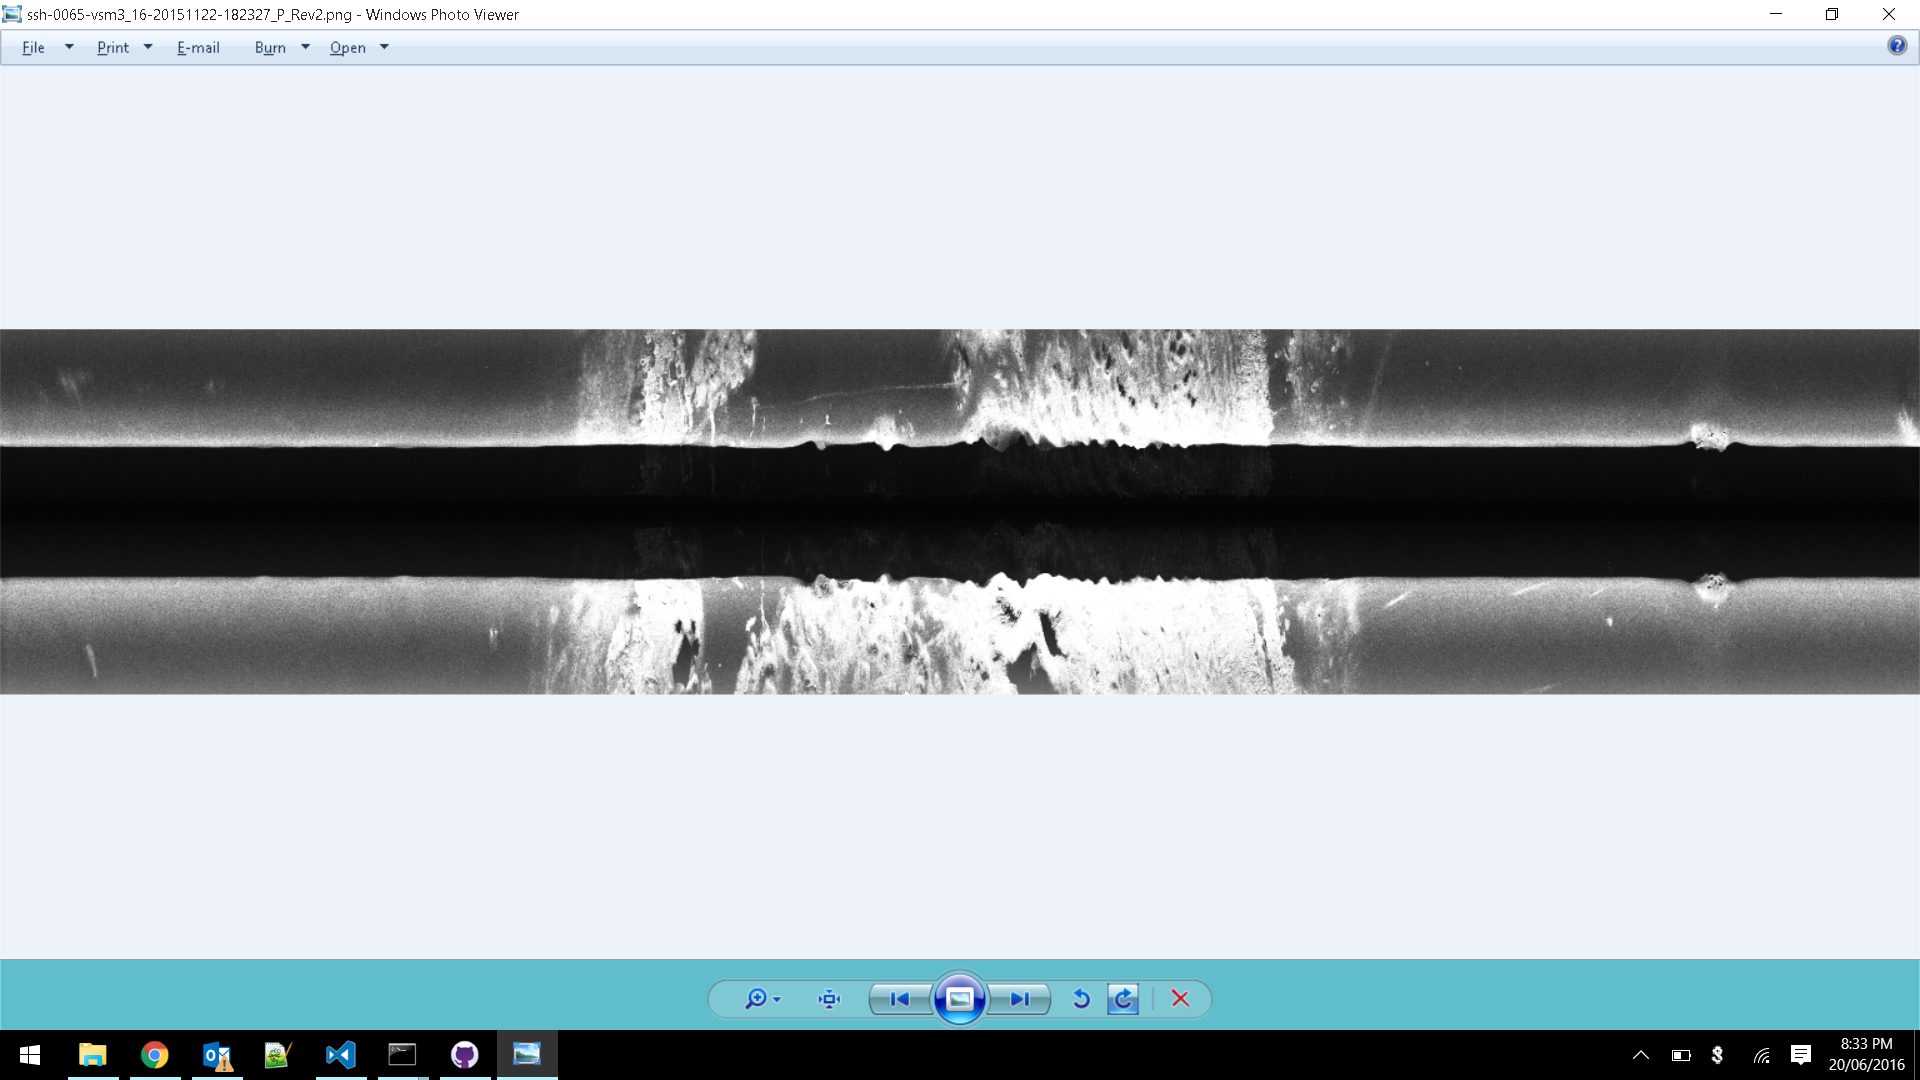 ssh-0065-vsm3_16-20151122-182327_P_Rev2.png - Windows Photo Viewer
File Print E-mail Burn Open
8:33 PM
20/06/2016